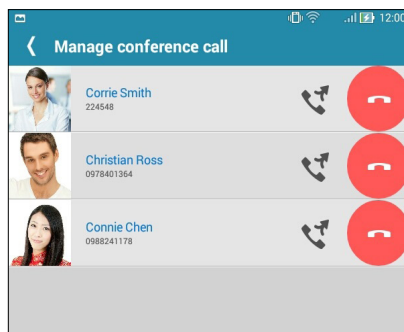 12:00
Manage conference call
Corrie Smith
224548
Christian Ross
0978401364
Connie Chen
0988241178